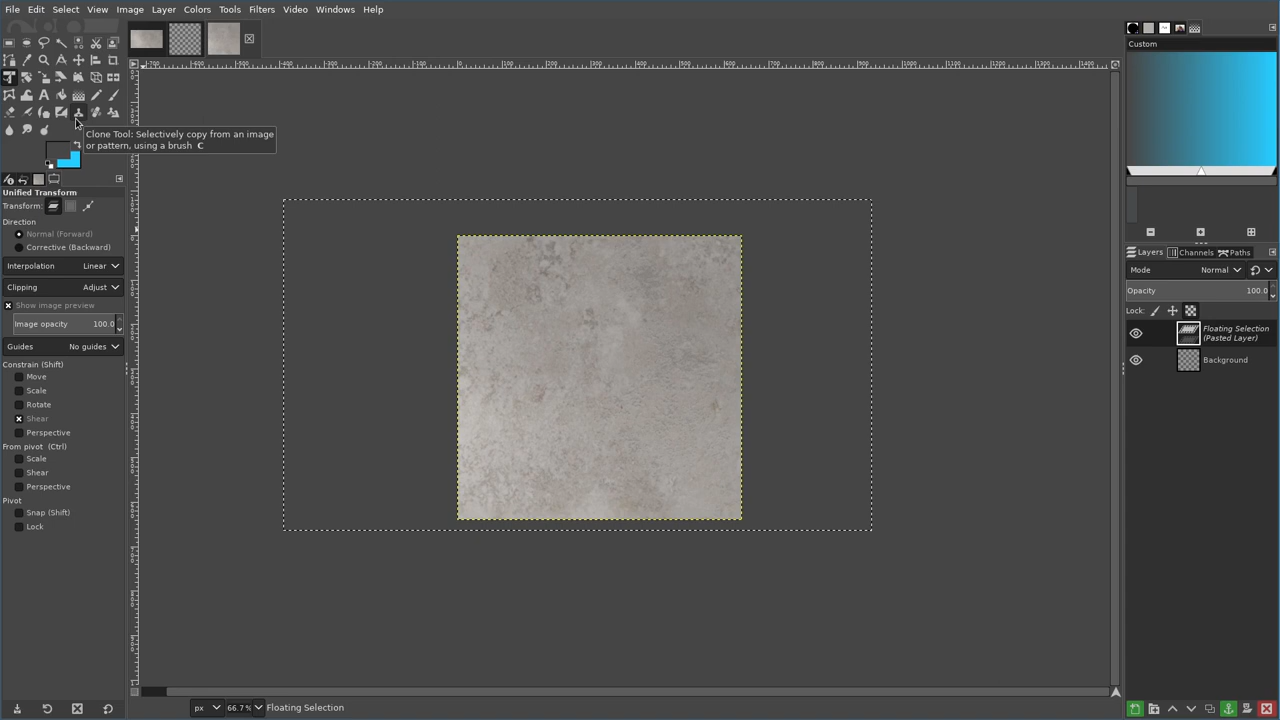 File Edit Select View Image Layer Colors Tools Filters Video Windows Help
Custom
Clone Tool: Selectively copy from an image
or pattern, using a brush C
Unified Transform
Transform:
Direction
Normal (Forward)
Corrective (Backward)
Interpolation Linear
Clipping Adjust
Show image preview
Image opacity 100.0
Guides No guides
Constrain (Shift)
Move
Scale
Rotate
Shear
Perspective
From pivot (Ctrl)
Scale
Shear
Perspective
Pivot
Snap (Shift)
Lock
Layers Channels Paths
Mode Normal
Opacity 100.0
Lock:
Floating Selection
(Pasted Layer)
Background
px 66.7% Floating Selection